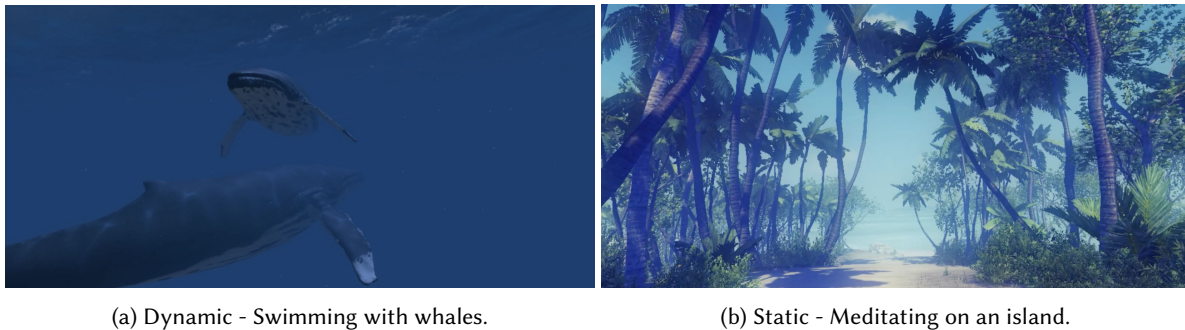 (a) Dynamic - Swimming with whales.
(b) Static - Meditating on an island.